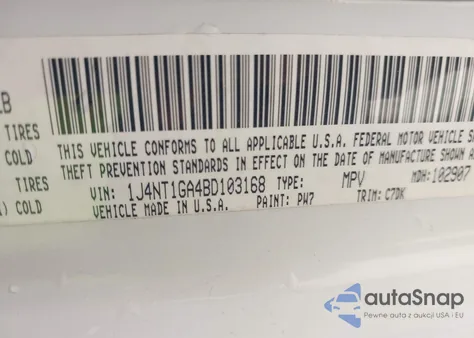 LB
TIRES
COLD
TIRES
) COLD
THIS VEHICLE CONFORMS TO ALL APPLICABLE U.S.A. FEDERAL MOTOR VEHICLE
THEFT PREVENTION STANDARDS IN EFFECT ON THE DATE OF MANUFACTURE SHOWN
VIN: 1J4NT1GA4BD103168 TYPE: MPV MDH: 102907
VEHICLE MADE IN U.S.A. PAINT: PW7 TRIM: C7DK
autoSnap
Pewne auta z aukcji USA i EU